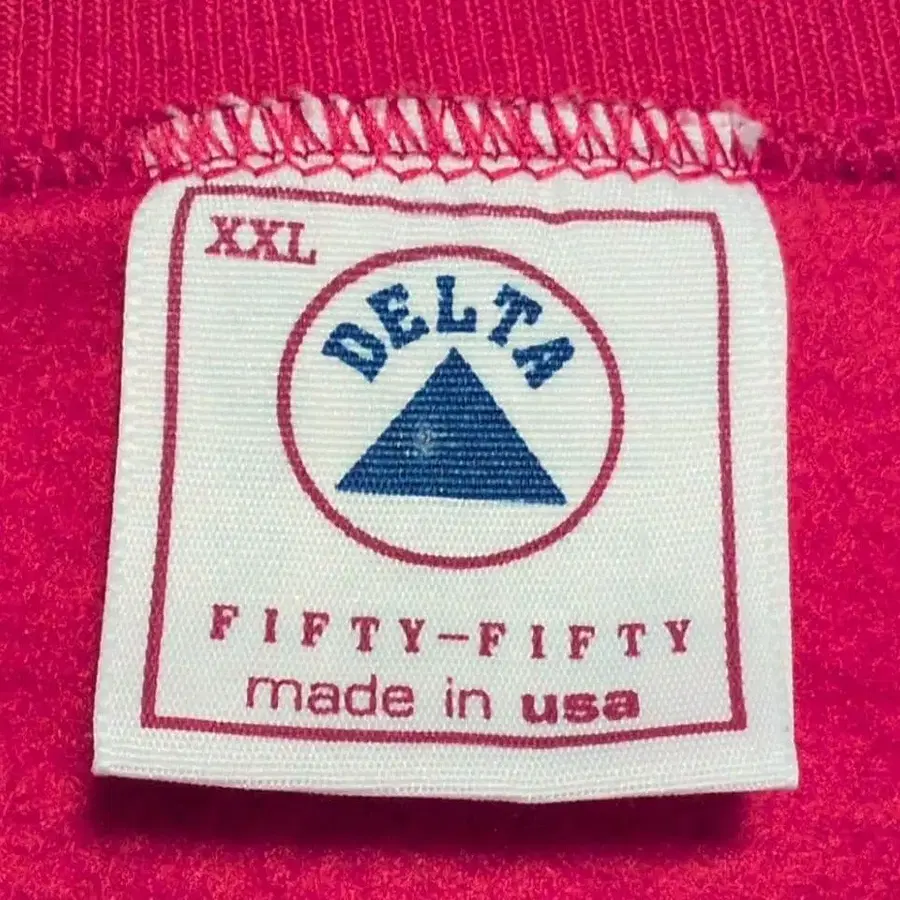 XXL
DELTA
FIFTY-FIFTY
made in usa